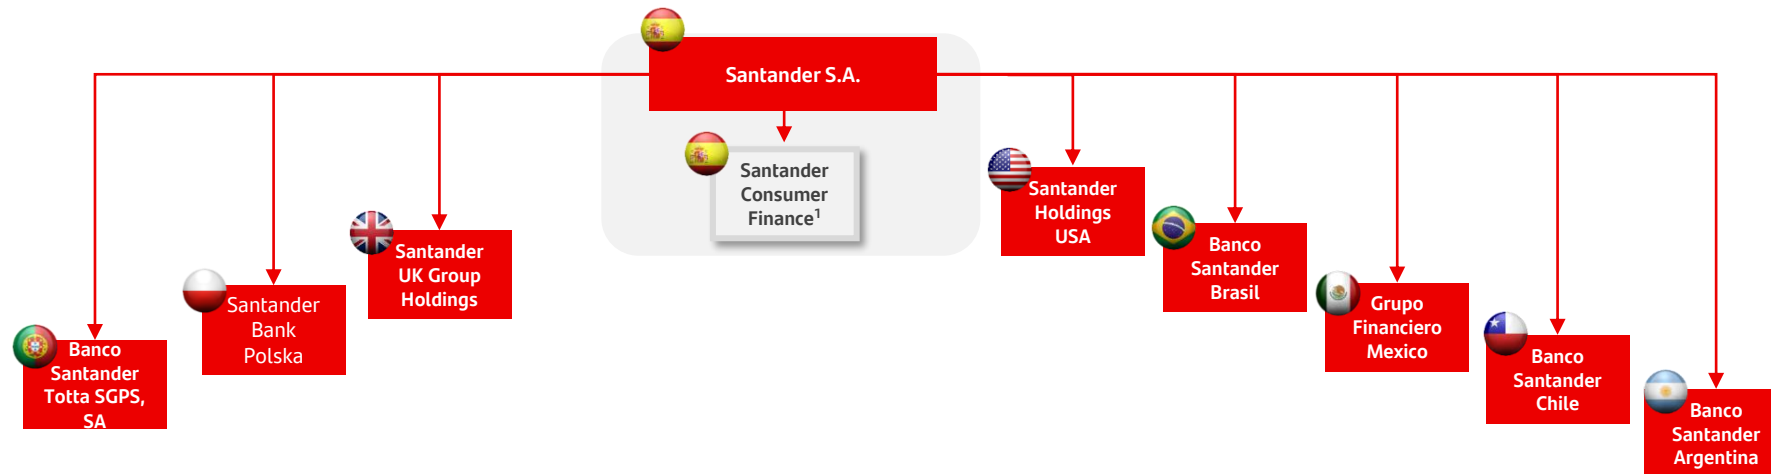 Santander S.A.
Santander
Consumer
Finance¹
Santander
Holdings
USA
Santander
UK Group
Holdings
Banco
Santander
Brasil
Santander
Bank
Polska
Grupo
Financiero
Mexico
Banco
Santander
Totta SGPS,
SA
Banco
Santander
Chile
Banco
Santander
Argentina